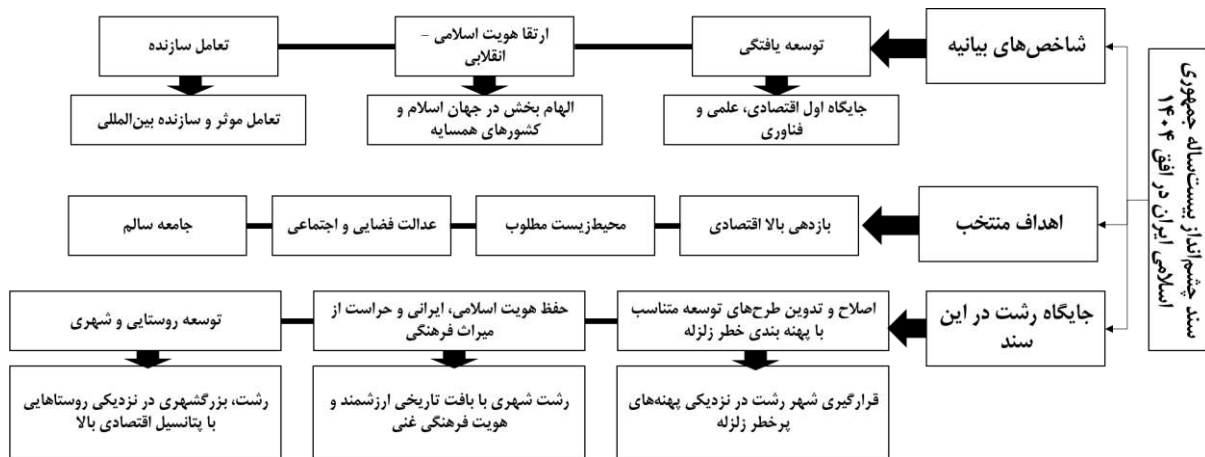 سند چشم‌انداز بیست‌ساله جمهوری
اسلامی ایران در افق ۱۴۰۴
شاخص‌های بیانیه
توسعه یافتگی
ارتقا هویت اسلامی –
انقلابی
تعامل سازنده
جایگاه اول اقتصادی، علمی و
فناوری
الهام بخش در جهان اسلام و
کشورهای همسایه
تعامل موثر و سازنده بین‌المللی
اهداف منتخب
بازدهی بالا اقتصادی
محیط‌زیست مطلوب
عدالت فضایی و اجتماعی
جامعه سالم
جایگاه رشت در این
سند
اصلاح و تدوین طرح‌های توسعه متناسب
با پهنه بندی خطر زلزله
حفظ هویت اسلامی، ایرانی و حراست از
میراث فرهنگی
توسعه روستایی و شهری
قرارگیری شهر رشت در نزدیکی پهنه‌های
پرخطر زلزله
رشت شهری با بافت تاریخی ارزشمند و
هویت فرهنگی غنی
رشت، بزرگشهری در نزدیکی روستاهایی
با پتانسیل اقتصادی بالا